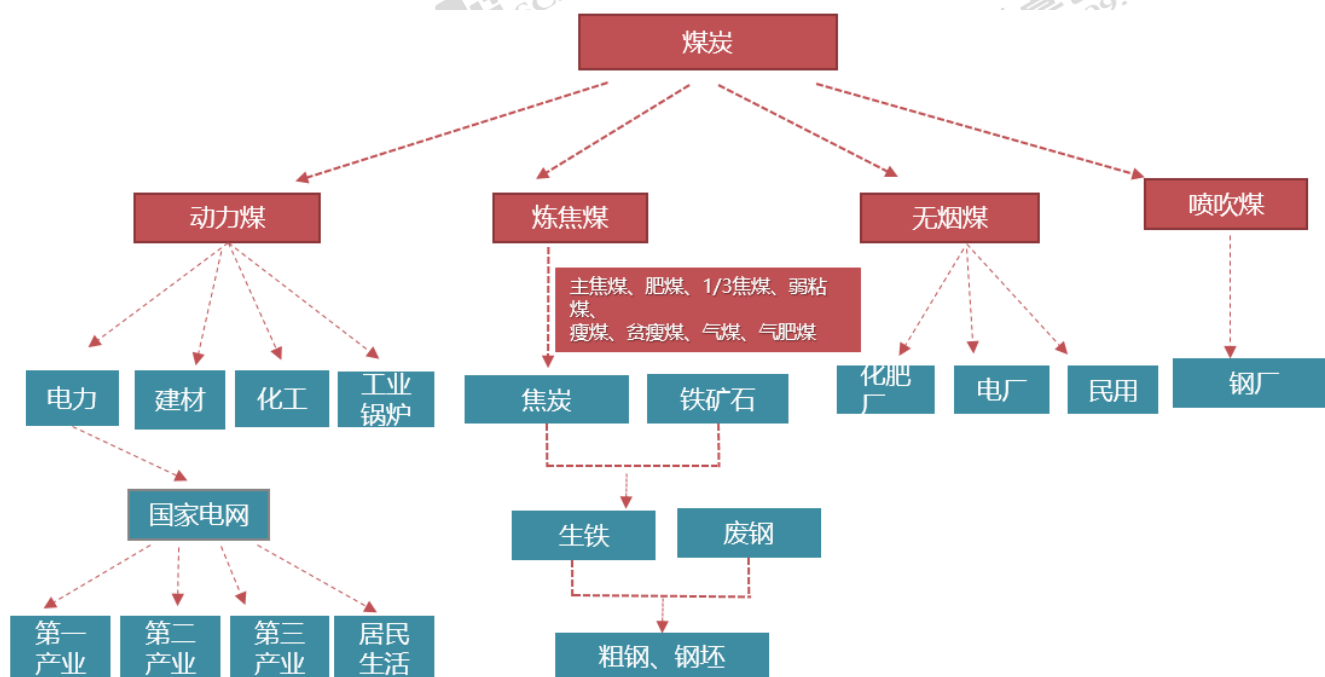 煤炭
动力煤
炼焦煤
无烟煤
喷吹煤
主焦煤、肥煤、1/3焦煤、弱粘
煤、
瘦煤、贫瘦煤、气煤、气肥煤
电力
建材
化工
工业
锅炉
焦炭
铁矿石
化肥
厂
电厂
民用
钢厂
国家电网
生铁
废钢
第一
产业
第二
产业
第三
产业
居民
生活
粗钢、钢坯